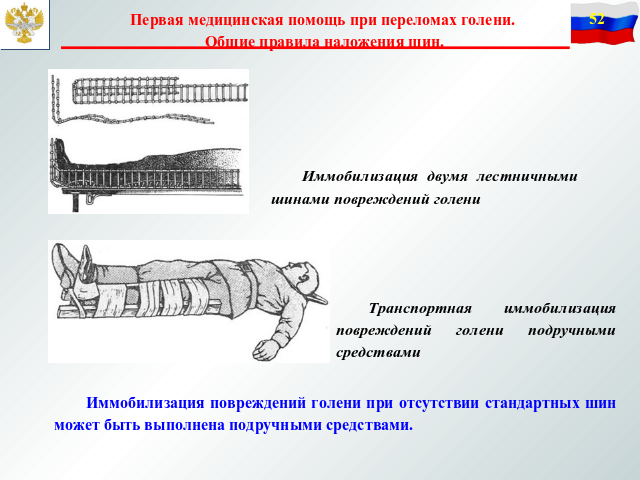 Первая медицинская помощь при переломах голени.
52
Общие правила наложения шин.
Иммобилизация двумя лестничными
шинами повреждений голени
Транспортная иммобилизация
повреждений голени подручными
средствами
Иммобилизация повреждений голени при отсутствии стандартных шин
может быть выполнена подручными средствами.